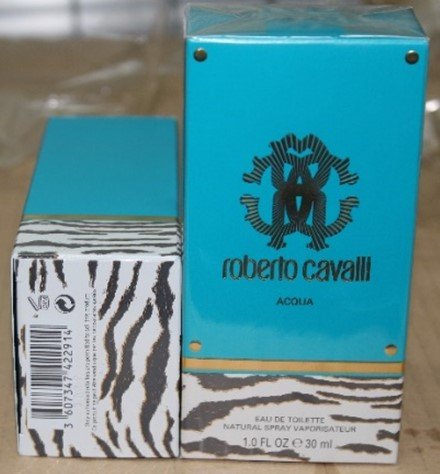 roberto cavalli
ACQUA
EAU DE TOILETTE
NATURAL SPRAY VAPORISATEUR
1.0 FL OZ ℮ 30 ml
3 607347 422914